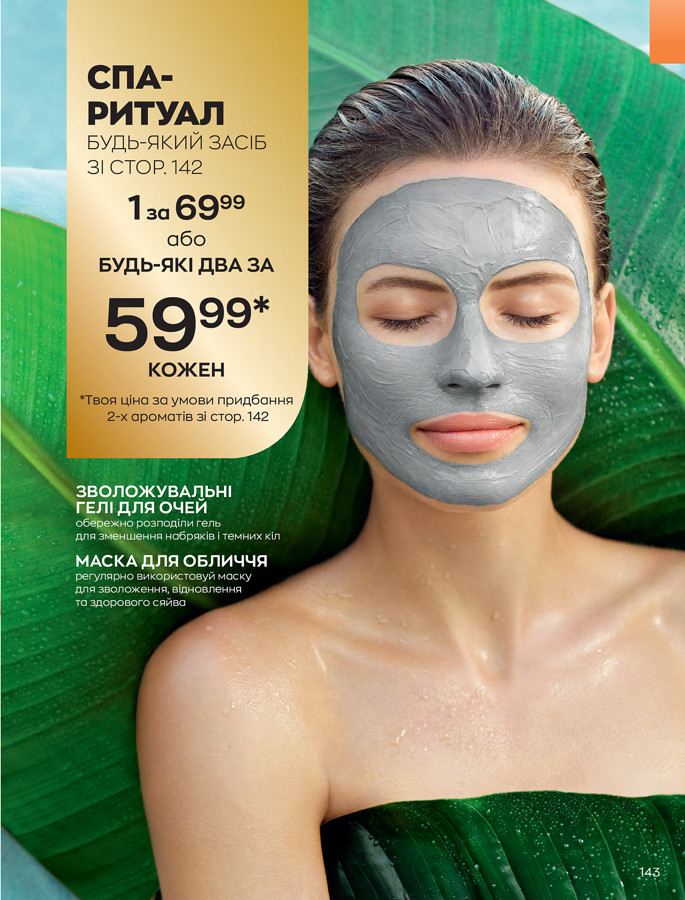 СПА-
РИТУАЛ
БУДЬ-ЯКИЙ ЗАСІБ
ЗІ СТОР. 142
1 за 69⁹⁹
або
БУДЬ-ЯКІ ДВА ЗА
59⁹⁹*
КОЖЕН
*Твоя ціна за умови придбання
2-х ароматів зі стор. 142
ЗВОЛОЖУВАЛЬНІ
ГЕЛІ ДЛЯ ОЧЕЙ
обережно розподіли гель
для зменшення набряків і темних кіл
МАСКА ДЛЯ ОБЛИЧЧЯ
регулярно використовуй маску
для зволоження, відновлення
та здорового сяйва
143